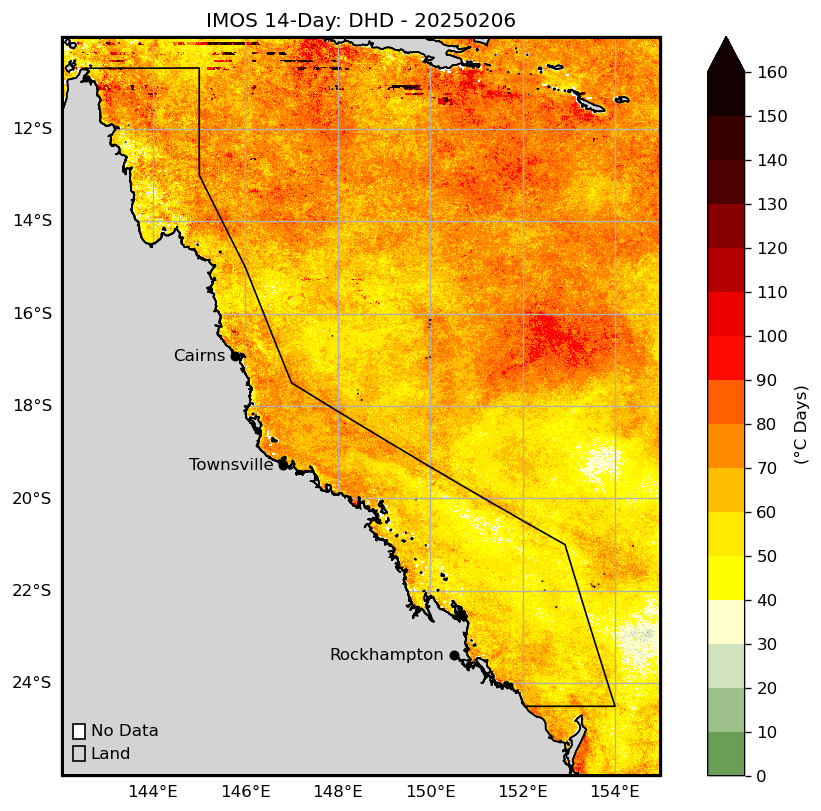 IMOS 14-Day: DHD - 20250206
12°S
14°S
16°S
18°S
20°S
22°S
24°S
Cairns
Townsville
Rockhampton
No Data
Land
144°E 146°E 148°E 150°E 152°E 154°E
160
150
140
130
120
110
100
90
80
70
60
50
40
30
20
10
0
(°C Days)